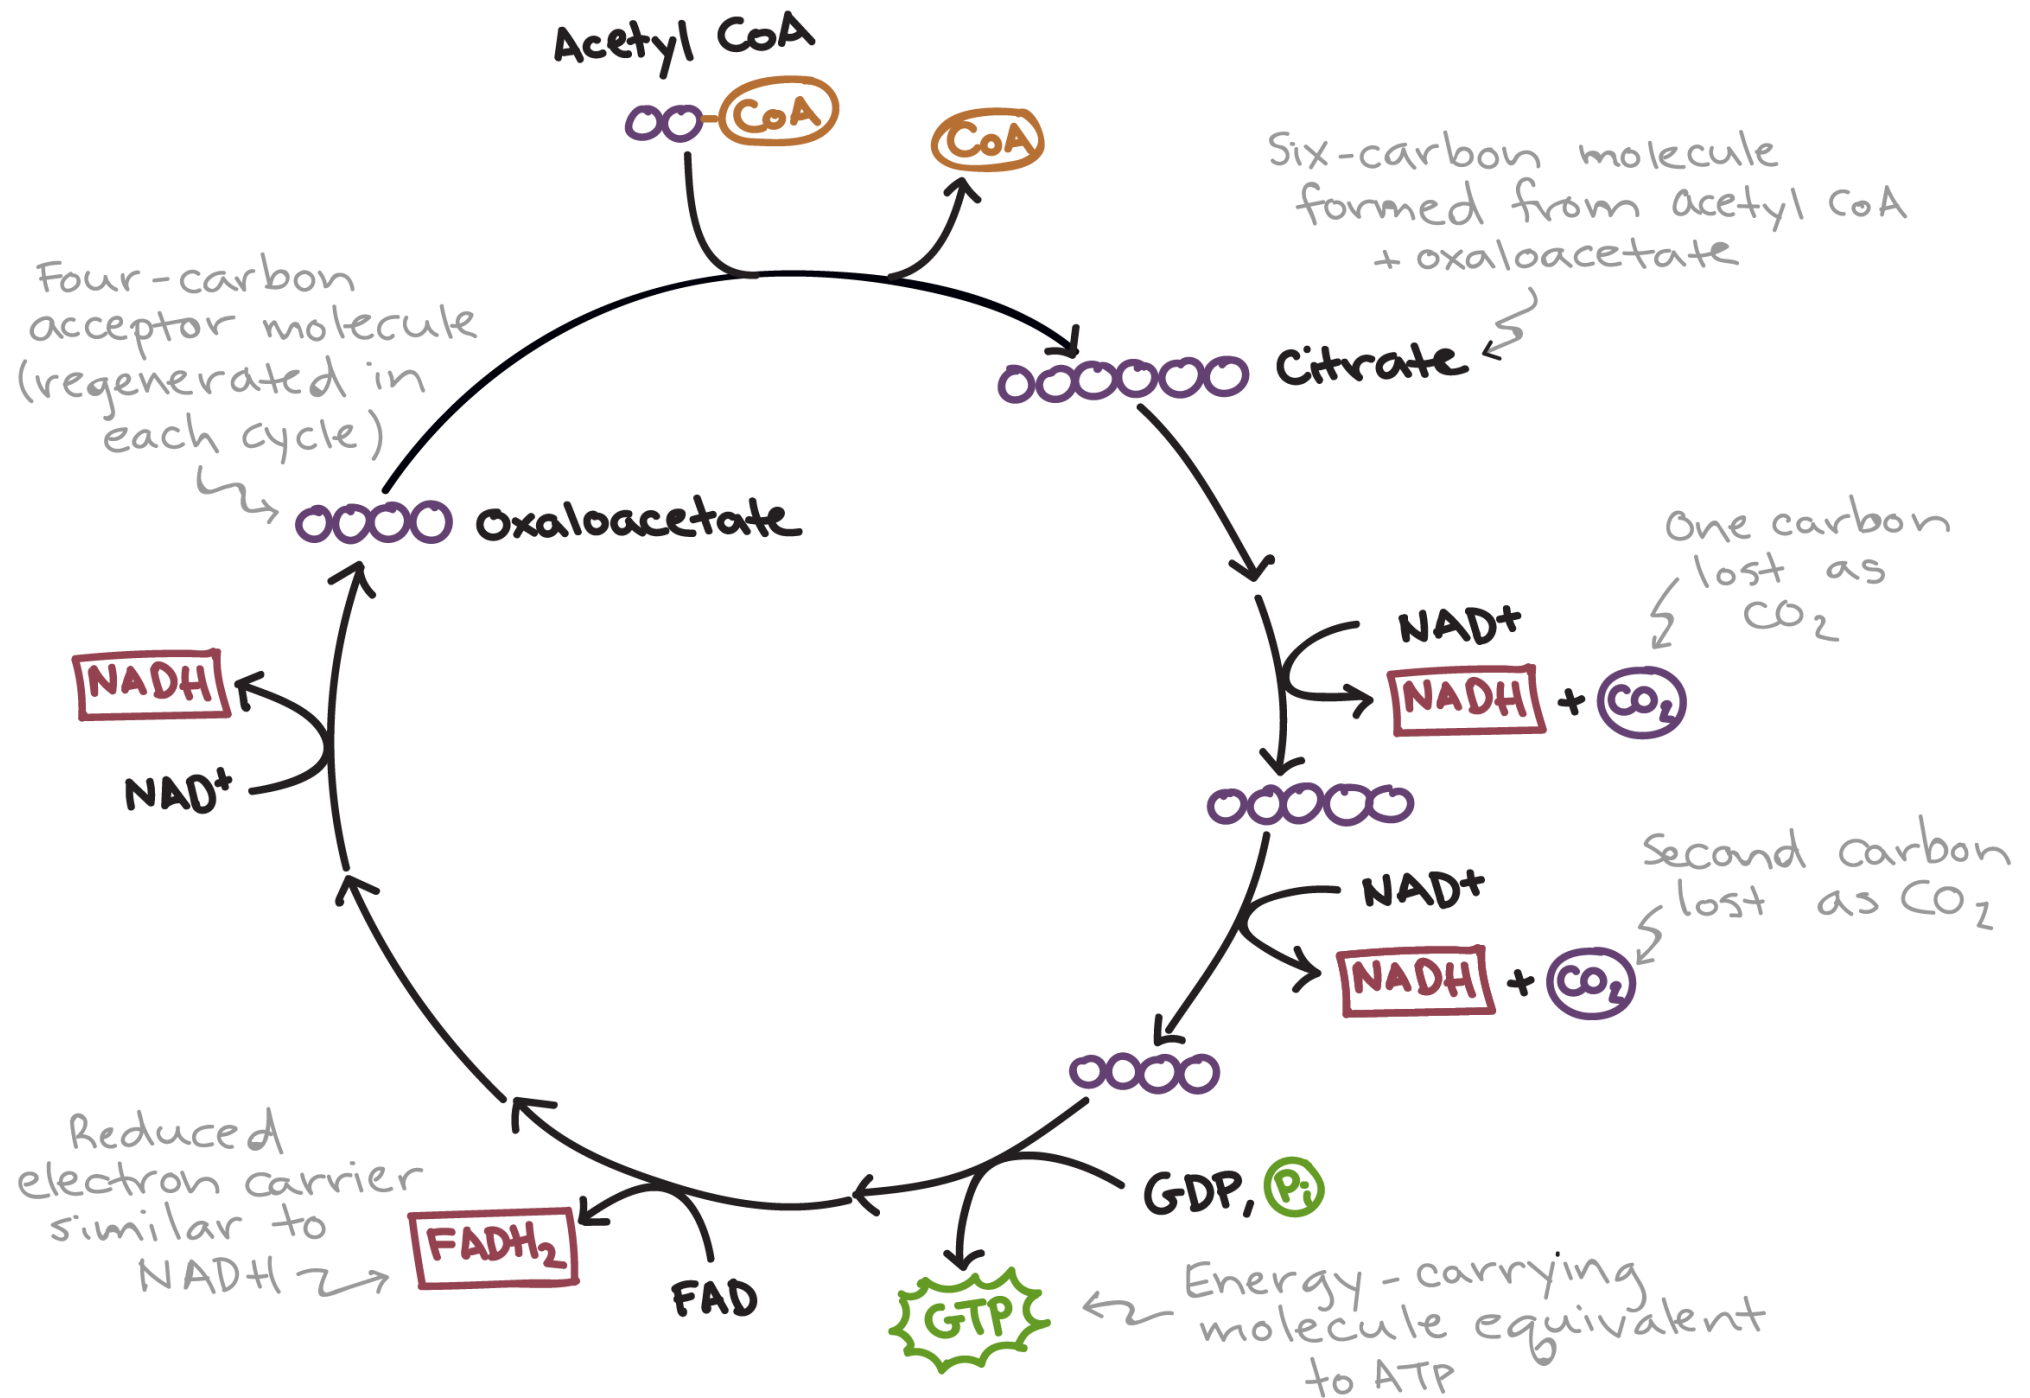 Acetyl CoA
CoA
CoA
Six-carbon molecule
formed from acetyl CoA
+ oxaloacetate
Four-carbon
acceptor molecule
(regenerated in
each cycle)
Citrate
Oxaloacetate
One carbon
lost as
CO2
NAD+
NADH + CO2
NADH
NAD+
Second carbon
lost as CO2
NAD+
NADH + CO2
Reduced
electron carrier
similar to
NADH
FADH2
FAD
GDP, Pi
GTP
Energy-carrying
molecule equivalent
to ATP